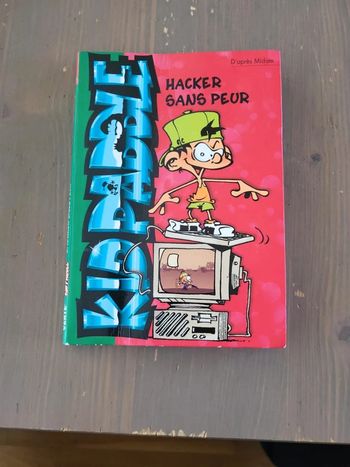 D'après Midam
HACKER
SANS PEUR
KID PADDLE